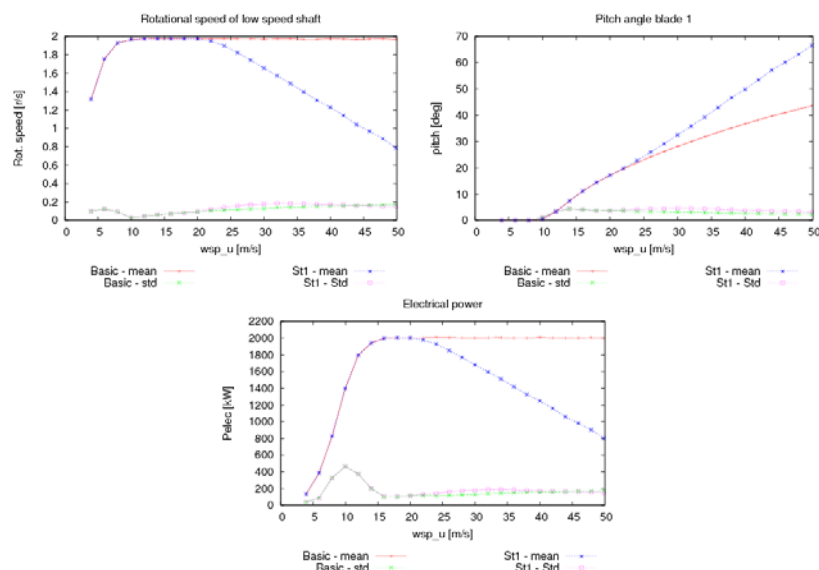 Rotational speed of low speed shaft
Rot. speed [r/s]
2
1.8
1.6
1.4
1.2
1
0.8
0.6
0.4
0.2
0
0 5 10 15 20 25 30 35 40 45 50
wsp_u [m/s]
Basic - mean St1 - mean
Basic - std St1 - Std
Pitch angle blade 1
pitch [deg]
70
60
50
40
30
20
10
0
0 5 10 15 20 25 30 35 40 45 50
wsp_u [m/s]
Basic - mean St1 - mean
Basic - std St1 - Std
Electrical power
Pelec [kW]
2200
2000
1800
1600
1400
1200
1000
800
600
400
200
0
0 5 10 15 20 25 30 35 40 45 50
wsp_u [m/s]
Basic - mean St1 - mean
Basic - std St1 - Std